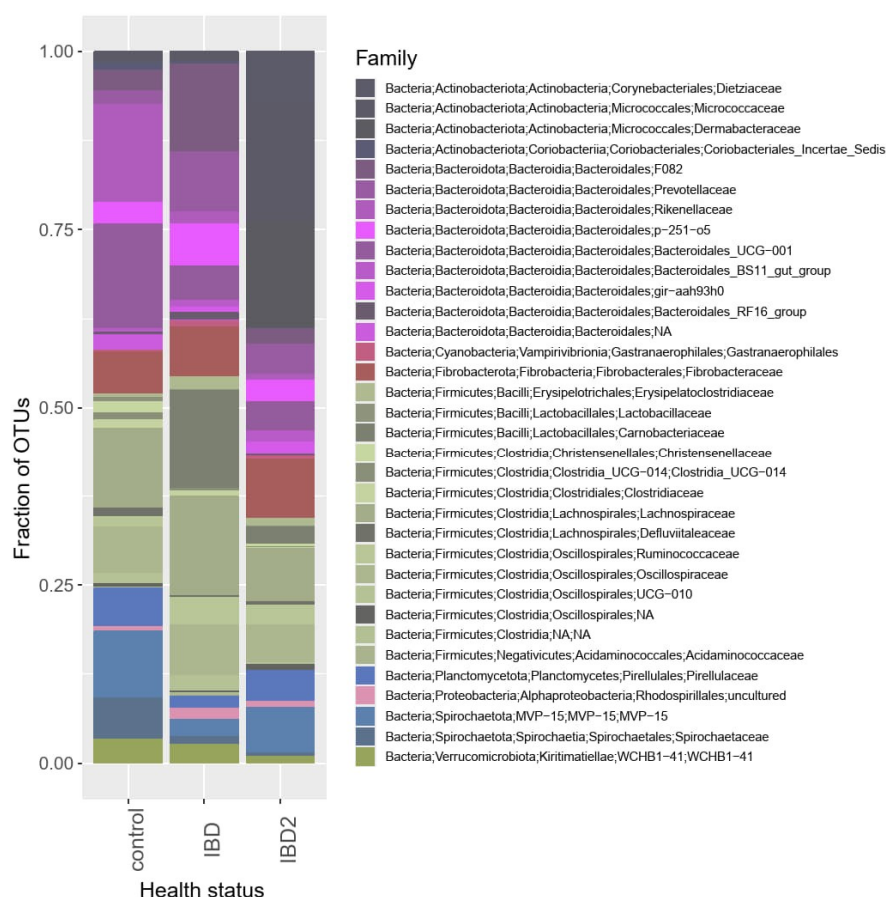 1.00
0.75
0.50
0.25
0.00
Fraction of OTUs
control
IBD
IBD2
Health status
Family
Bacteria;Actinobacteriota;Actinobacteria;Corynebacteriales;Dietziaceae
Bacteria;Actinobacteriota;Actinobacteria;Micrococcales;Micrococcaceae
Bacteria;Actinobacteriota;Actinobacteria;Micrococcales;Dermabacteraceae
Bacteria;Actinobacteriota;Coriobacteriia;Coriobacteriales;Coriobacteriales_Incertae_Sedis
Bacteria;Bacteroidota;Bacteroidia;Bacteroidales;F082
Bacteria;Bacteroidota;Bacteroidia;Bacteroidales;Prevotellaceae
Bacteria;Bacteroidota;Bacteroidia;Bacteroidales;Rikenellaceae
Bacteria;Bacteroidota;Bacteroidia;Bacteroidales;p-251-o5
Bacteria;Bacteroidota;Bacteroidia;Bacteroidales;Bacteroidales_UCG-001
Bacteria;Bacteroidota;Bacteroidia;Bacteroidales;Bacteroidales_BS11_gut_group
Bacteria;Bacteroidota;Bacteroidia;Bacteroidales;gir-aah93h0
Bacteria;Bacteroidota;Bacteroidia;Bacteroidales;Bacteroidales_RF16_group
Bacteria;Bacteroidota;Bacteroidia;Bacteroidales;NA
Bacteria;Cyanobacteria;Vampirivibrionia;Gastranaerophilales;Gastranaerophilales
Bacteria;Fibrobacterota;Fibrobacteria;Fibrobacterales;Fibrobacteraceae
Bacteria;Firmicutes;Bacilli;Erysipelotrichales;Erysipelatoclostridiaceae
Bacteria;Firmicutes;Bacilli;Lactobacillales;Lactobacillaceae
Bacteria;Firmicutes;Bacilli;Lactobacillales;Carnobacteriaceae
Bacteria;Firmicutes;Clostridia;Christensenellales;Christensenellaceae
Bacteria;Firmicutes;Clostridia;Clostridia_UCG-014;Clostridia_UCG-014
Bacteria;Firmicutes;Clostridia;Clostridiales;Clostridiaceae
Bacteria;Firmicutes;Clostridia;Lachnospirales;Lachnospiraceae
Bacteria;Firmicutes;Clostridia;Lachnospirales;Defluviitaleaceae
Bacteria;Firmicutes;Clostridia;Oscillospirales;Ruminococcaceae
Bacteria;Firmicutes;Clostridia;Oscillospirales;Oscillospiraceae
Bacteria;Firmicutes;Clostridia;Oscillospirales;UCG-010
Bacteria;Firmicutes;Clostridia;Oscillospirales;NA
Bacteria;Firmicutes;Clostridia;NA;NA
Bacteria;Firmicutes;Negativicutes;Acidaminococcales;Acidaminococcaceae
Bacteria;Planctomycetota;Planctomycetes;Pirellulales;Pirellulaceae
Bacteria;Proteobacteria;Alphaproteobacteria;Rhodospirillales;uncultured
Bacteria;Spirochaetota;MVP-15;MVP-15;MVP-15
Bacteria;Spirochaetota;Spirochaetia;Spirochaetales;Spirochaetaceae
Bacteria;Verrucomicrobiota;Kiritimatiellae;WCHB1-41;WCHB1-41